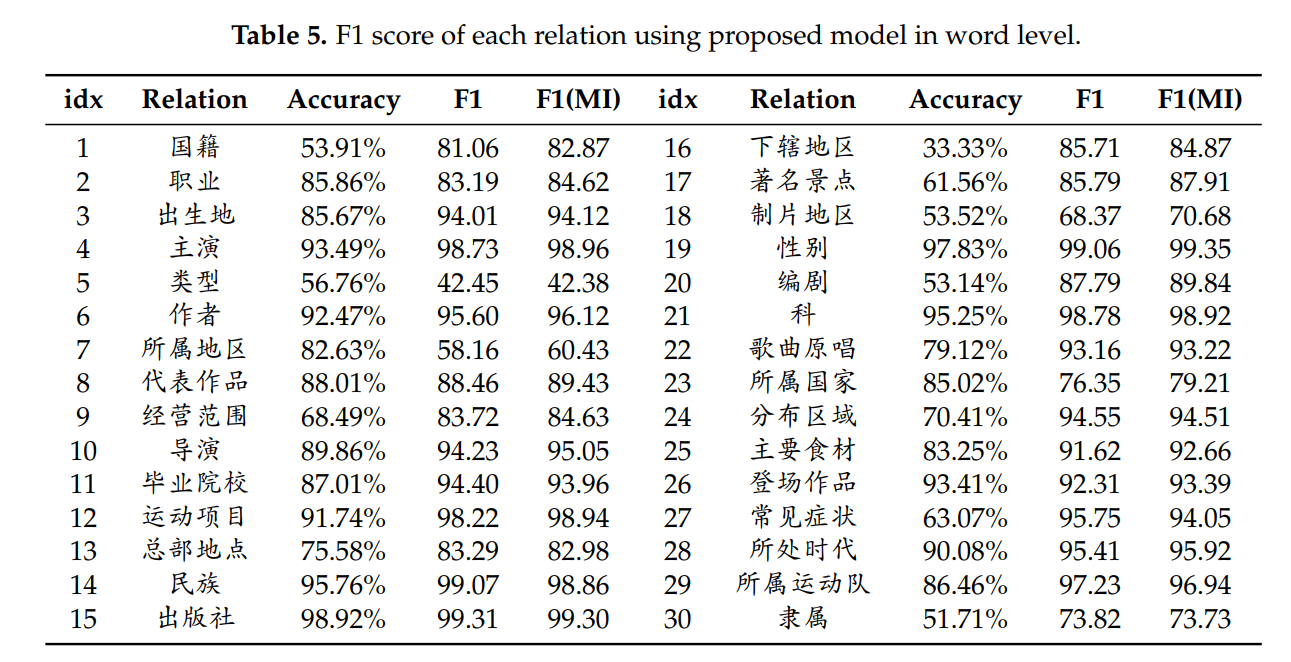 Table 5. F1 score of each relation using proposed model in word level.
idx Relation Accuracy F1 F1(MI) idx Relation Accuracy F1 F1(MI)
1 国籍 53.91% 81.06 82.87 16 下辖地区 33.33% 85.71 84.87
2 职业 85.86% 83.19 84.62 17 著名景点 61.56% 85.79 87.91
3 出生地 85.67% 94.01 94.12 18 制片地区 53.52% 68.37 70.68
4 主演 93.49% 98.73 98.96 19 性别 97.83% 99.06 99.35
5 类型 56.76% 42.45 42.38 20 编剧 53.14% 87.79 89.84
6 作者 92.47% 95.60 96.12 21 科 95.25% 98.78 98.92
7 所属地区 82.63% 58.16 60.43 22 歌曲原唱 79.12% 93.16 93.22
8 代表作品 88.01% 88.46 89.43 23 所属国家 85.02% 76.35 79.21
9 经营范围 68.49% 83.72 84.63 24 分布区域 70.41% 94.55 94.51
10 导演 89.86% 94.23 95.05 25 主要食材 83.25% 91.62 92.66
11 毕业院校 87.01% 94.40 93.96 26 登场作品 93.41% 92.31 93.39
12 运动项目 91.74% 98.22 98.94 27 常见症状 63.07% 95.75 94.05
13 总部地点 75.58% 83.29 82.98 28 所处时代 90.08% 95.41 95.92
14 民族 95.76% 99.07 98.86 29 所属运动队 86.46% 97.23 96.94
15 出版社 98.92% 99.31 99.30 30 隶属 51.71% 73.82 73.73